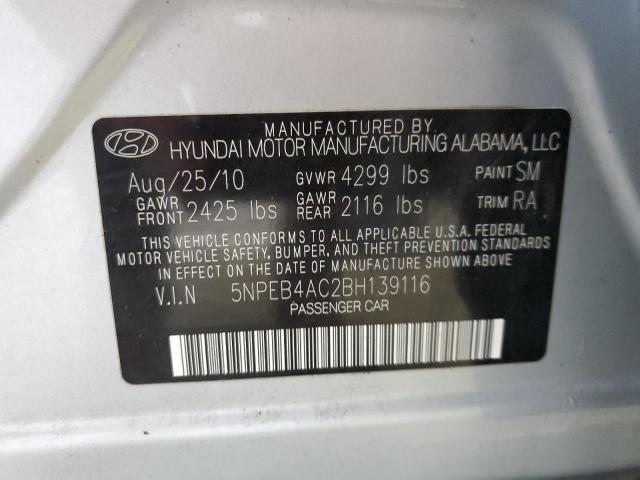 MANUFACTURED BY
HYUNDAI MOTOR MANUFACTURING ALABAMA, LLC
Aug/25/10 GVWR 4299 lbs PAINT SM
GAWR FRONT 2425 lbs GAWR REAR 2116 lbs TRIM RA
THIS VEHICLE CONFORMS TO ALL APPLICABLE U.S.A. FEDERAL
MOTOR VEHICLE SAFETY, BUMPER, AND THEFT PREVENTION STANDARDS
IN EFFECT ON THE DATE OF MANUFACTURE SHOWN ABOVE
V.I.N 5NPEB4AC2BH139116
PASSENGER CAR